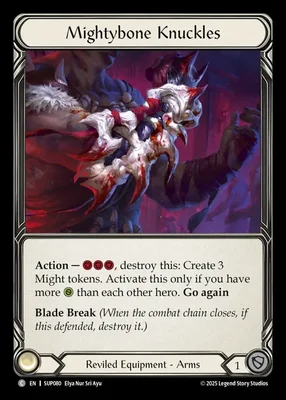 Mightybone Knuckles
Action — , destroy this: Create 3
Might tokens. Activate this only if you have
more than each other hero. Go again
Blade Break (When the combat chain closes, if
this defended, destroy it.)
Reviled Equipment - Arms
1
C EN | SUP080 Elya Nur Sri Ayu
© 2025 Legend Story Studios